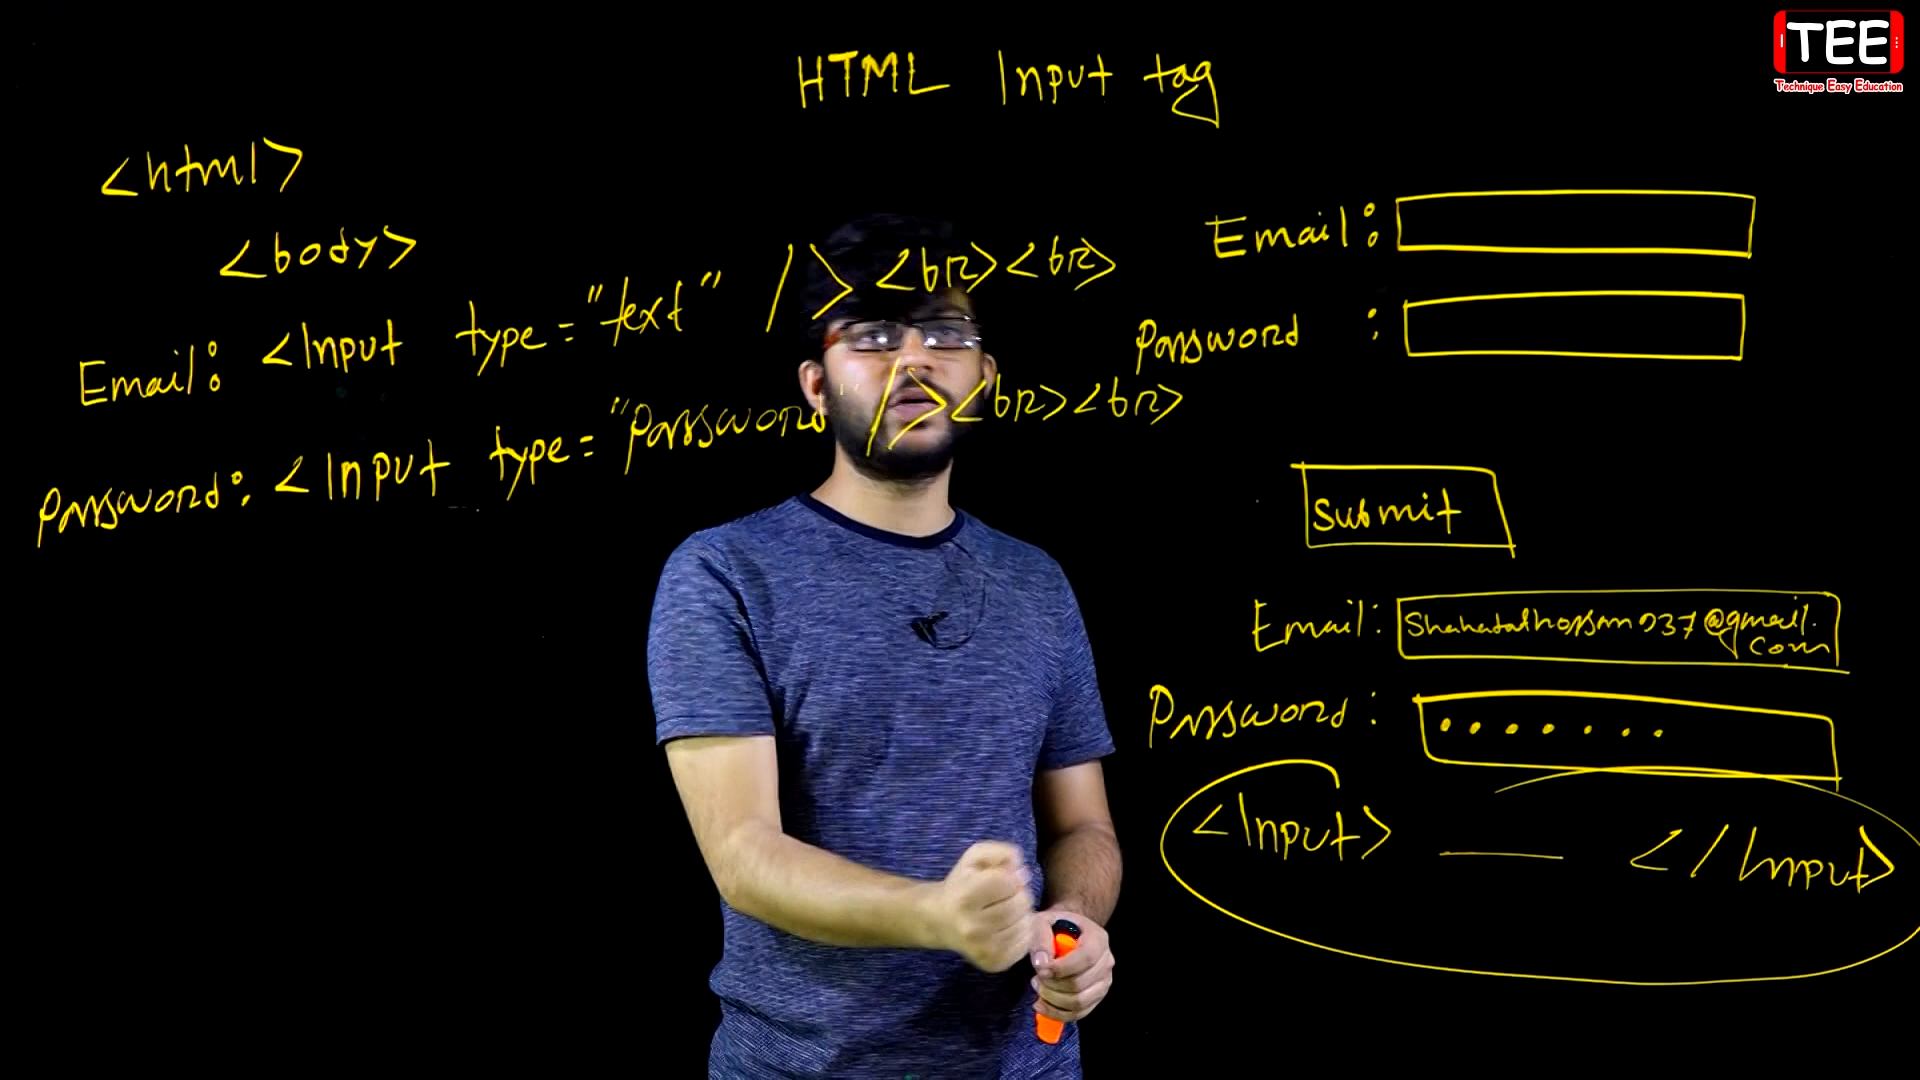 TEE
Technique Easy Education
HTML Input tag
<html>
<body>
Email: <Input type="text" /> <br><br>
Password: <Input type="Password" /><br><br>
Email:
Password :
Submit
Email:
@gmail.
com
Password: .......
<Input> — </Input>